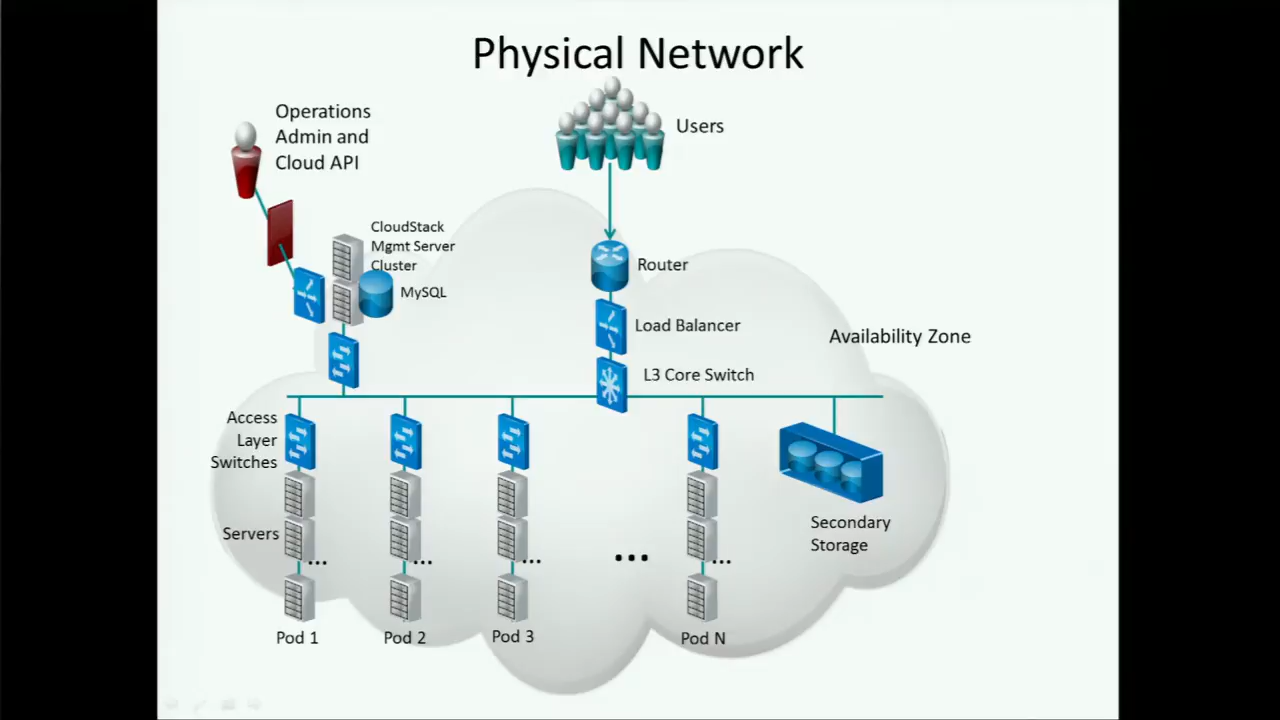 Physical Network
Operations
Admin and
Cloud API
Users
CloudStack
Mgmt Server
Cluster
MySQL
Router
Load Balancer
Availability Zone
L3 Core Switch
Access
Layer
Switches
Servers
...
...
...
...
...
Secondary
Storage
Pod 1
Pod 2
Pod 3
Pod N